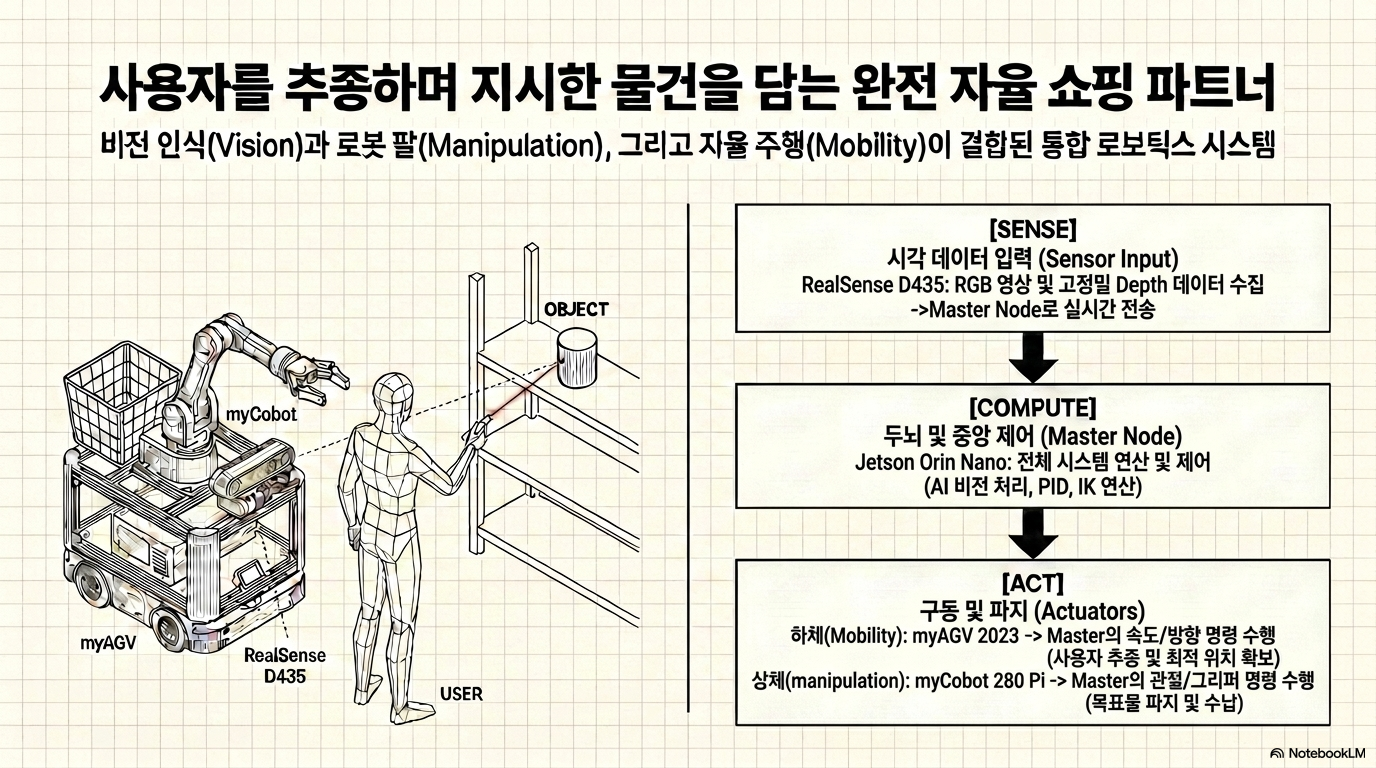 사용자를 추종하며 지시한 물건을 담는 완전 자율 쇼핑 파트너
비전 인식(Vision)과 로봇 팔(Manipulation), 그리고 자율 주행(Mobility)이 결합된 통합 로보틱스 시스템
OBJECT
myCobot
myAGV
RealSense
D435
USER
[SENSE]
시각 데이터 입력 (Sensor Input)
RealSense D435: RGB 영상 및 고정밀 Depth 데이터 수집
->Master Node로 실시간 전송
[COMPUTE]
두뇌 및 중앙 제어 (Master Node)
Jetson Orin Nano: 전체 시스템 연산 및 제어
(AI 비전 처리, PID, IK 연산)
[ACT]
구동 및 파지 (Actuators)
하체(Mobility): myAGV 2023 -> Master의 속도/방향 명령 수행
(사용자 추종 및 최적 위치 확보)
상체(manipulation): myCobot 280 Pi -> Master의 관절/그리퍼 명령 수행
(목표물 파지 및 수납)
NotebookLM